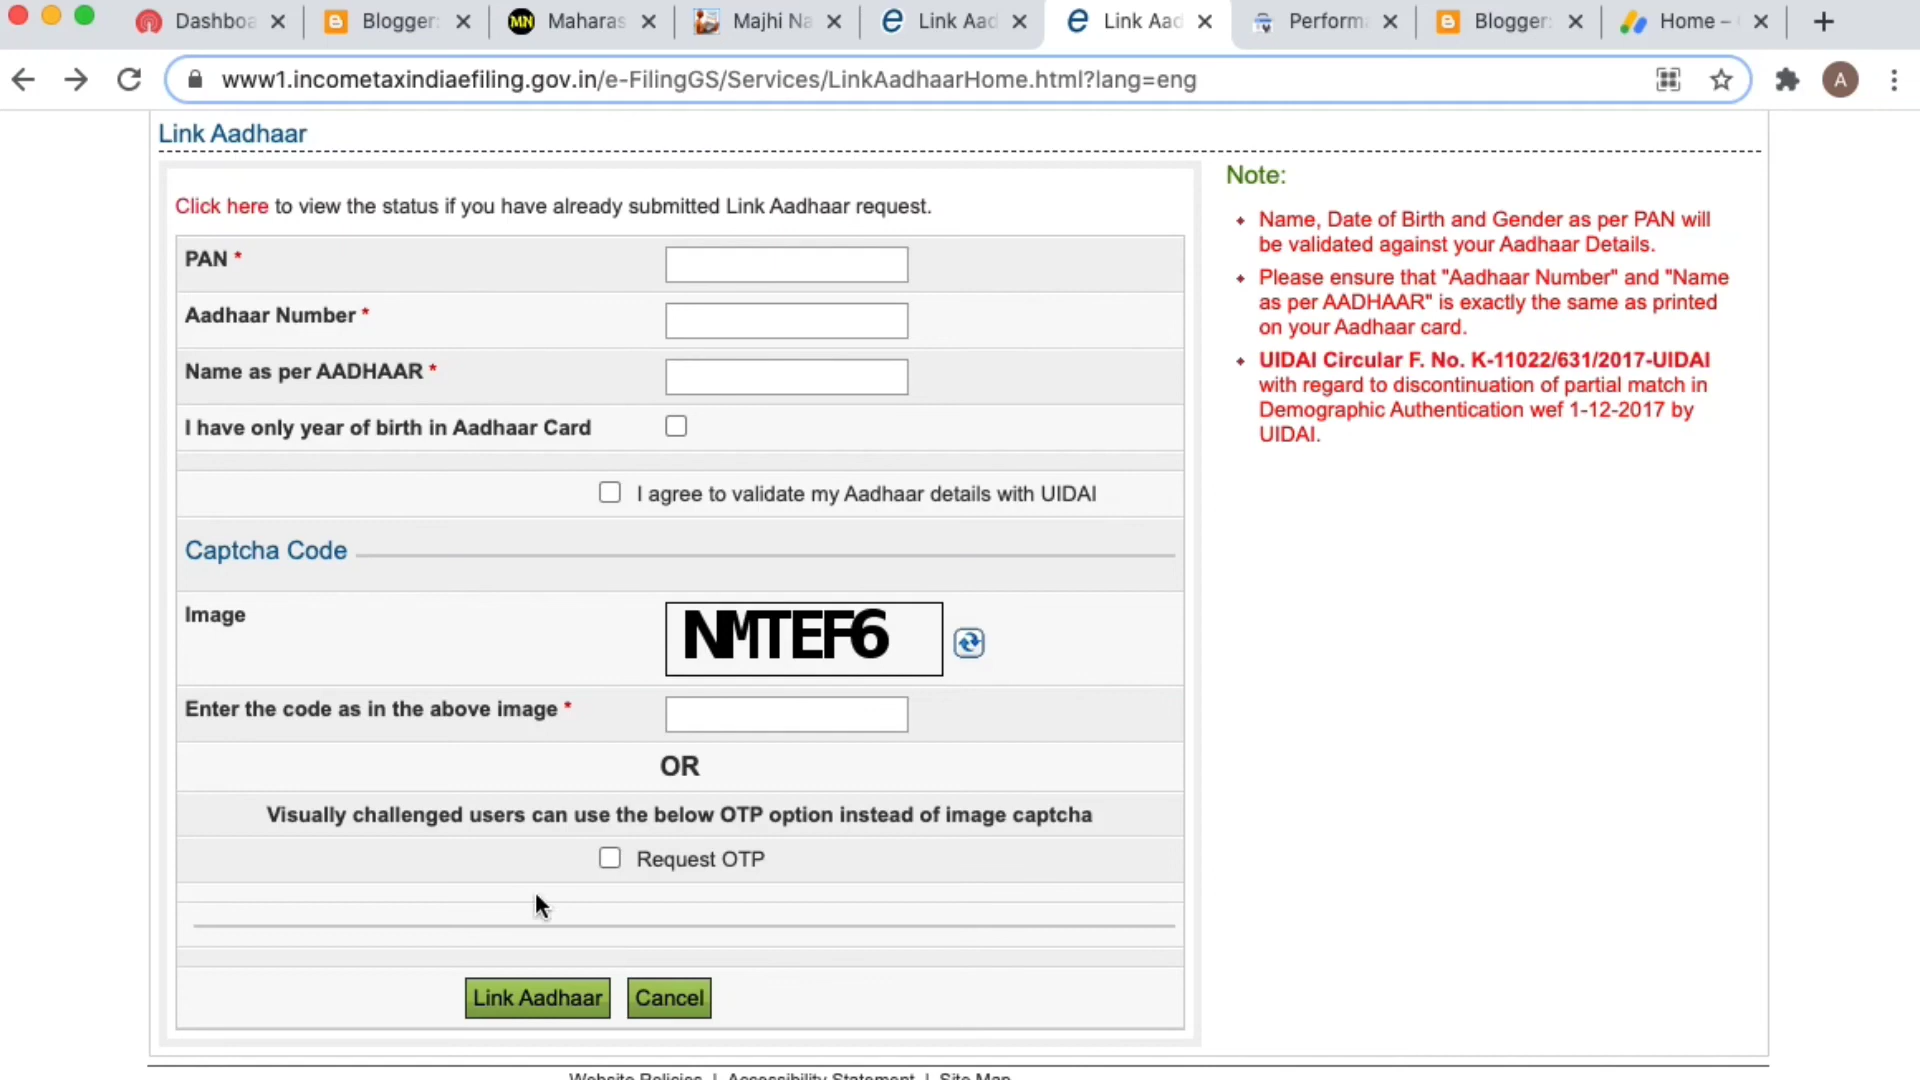 Dashboa
Blogger:
Maharas
Majhi Na
Link Aad
Link Aad
Perform
Blogger:
Home –
www1.incometaxindiaefiling.gov.in/e-FilingGS/Services/LinkAadhaarHome.html?lang=eng
A
Link Aadhaar
Click here to view the status if you have already submitted Link Aadhaar request.
PAN *
Aadhaar Number *
Name as per AADHAAR *
I have only year of birth in Aadhaar Card
I agree to validate my Aadhaar details with UIDAI
Captcha Code
Image
NMTEF6
Enter the code as in the above image *
OR
Visually challenged users can use the below OTP option instead of image captcha
Request OTP
Link Aadhaar
Cancel
Note:
Name, Date of Birth and Gender as per PAN will
be validated against your Aadhaar Details.
Please ensure that "Aadhaar Number" and "Name
as per AADHAAR" is exactly the same as printed
on your Aadhaar card.
UIDAI Circular F. No. K-11022/631/2017-UIDAI
with regard to discontinuation of partial match in
Demographic Authentication wef 1-12-2017 by
UIDAI.
Website Policies | Accessibility Statement | Site Map